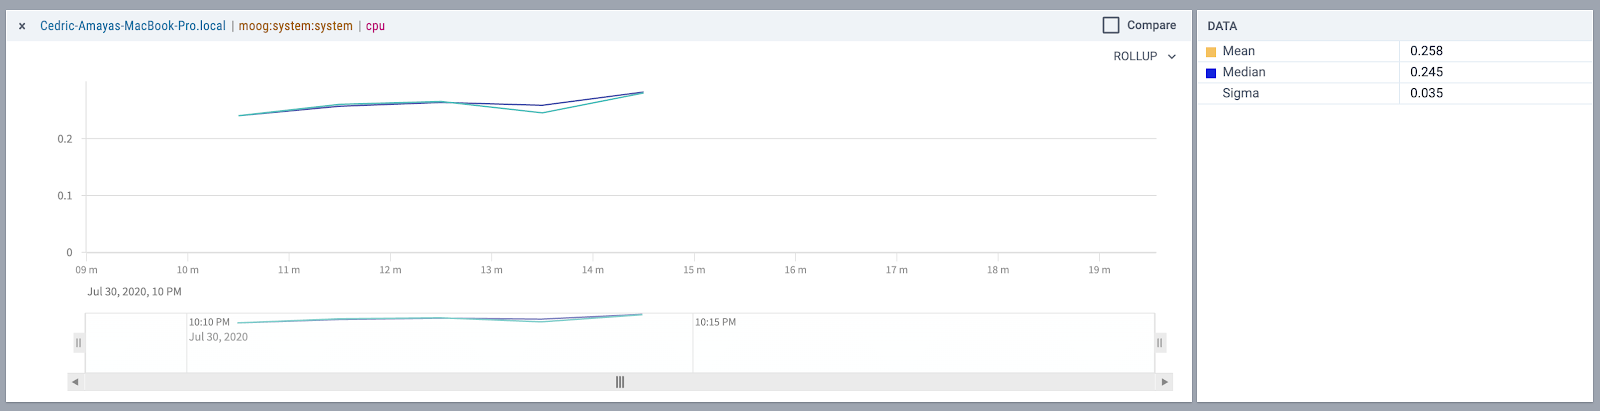 × Cedric-Amayas-MacBook-Pro.local | moog:system:system | cpu
Compare
ROLLUP
0.2
0.1
0
09 m 10 m 11 m 12 m 13 m 14 m 15 m 16 m 17 m 18 m 19 m
Jul 30, 2020, 10 PM
10:10 PM 10:15 PM
Jul 30, 2020
DATA
Mean 0.258
Median 0.245
Sigma 0.035